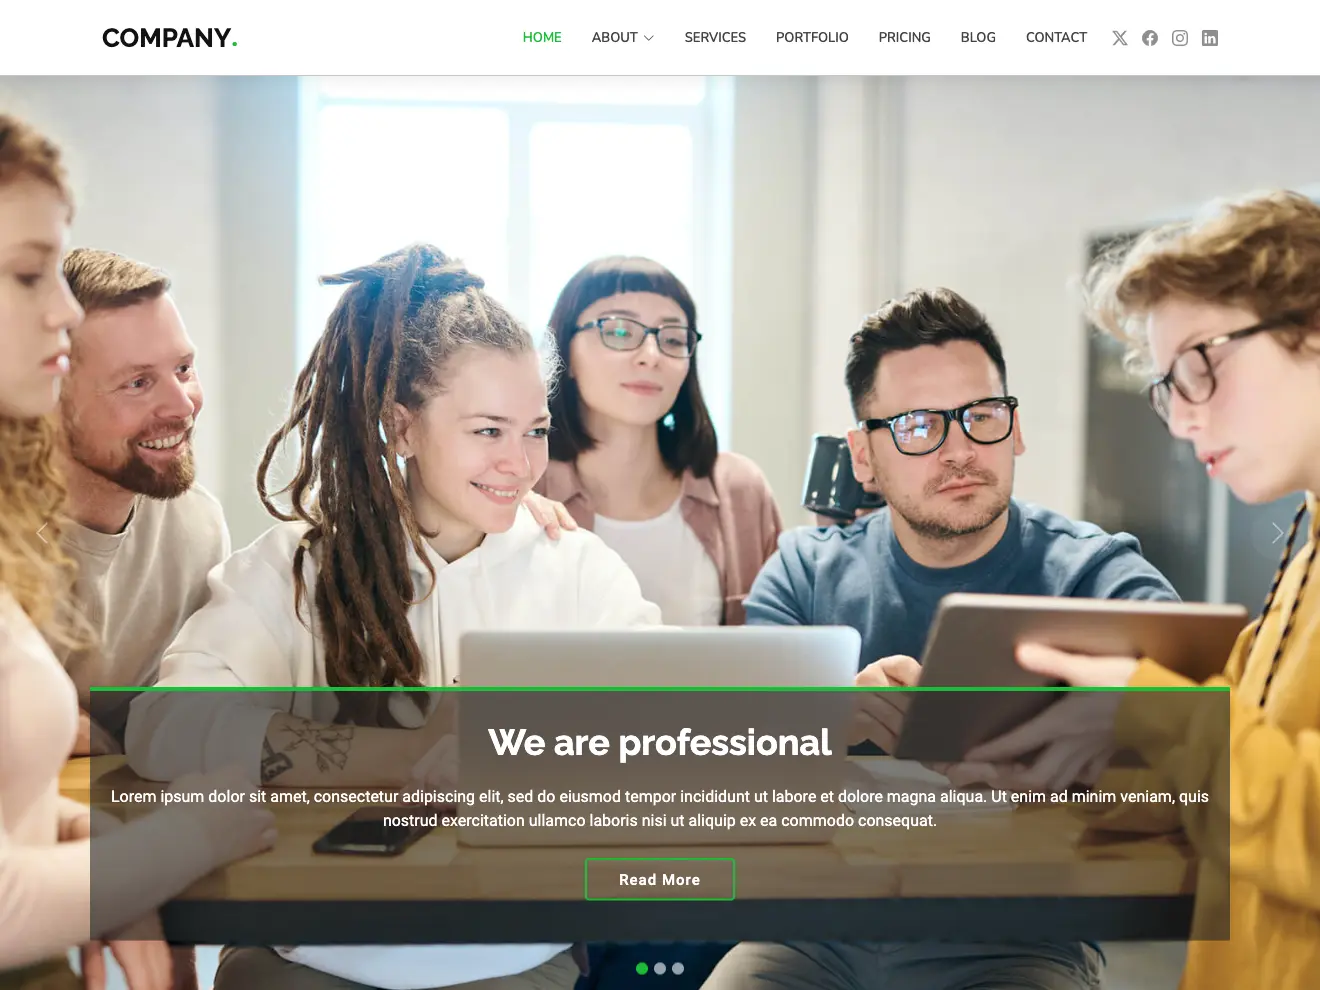 COMPANY.
HOME ABOUT SERVICES PORTFOLIO PRICING BLOG CONTACT
We are professional
Lorem ipsum dolor sit amet, consectetur adipiscing elit, sed do eiusmod tempor incididunt ut labore et dolore magna aliqua. Ut enim ad minim veniam, quis
nostrud exercitation ullamco laboris nisi ut aliquip ex ea commodo consequat.
Read More